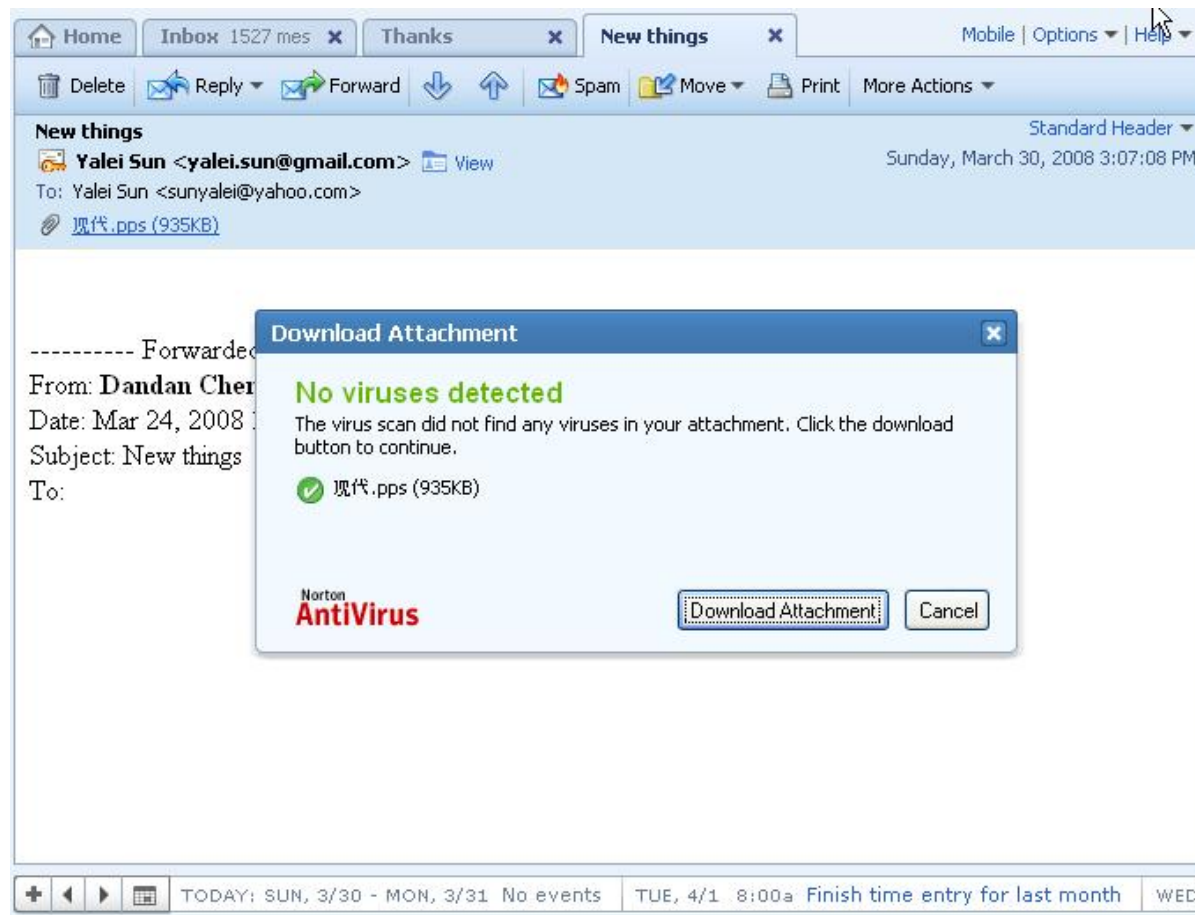 Home Inbox 1527 mes x Thanks x New things x Mobile | Options | Help
Delete Reply Forward Spam Move Print More Actions
New things Standard Header
Yalei Sun <yalei.sun@gmail.com> View Sunday, March 30, 2008 3:07:08 PM
To: Yalei Sun <sunyalei@yahoo.com>
现代.pps (935KB)
---------- Forwarded
From: Dandan Cher
Date: Mar 24, 2008
Subject: New things
To:
Download Attachment
No viruses detected
The virus scan did not find any viruses in your attachment. Click the download
button to continue.
现代.pps (935KB)
Norton
AntiVirus
Download Attachment Cancel
TODAY: SUN, 3/30 - MON, 3/31 No events TUE, 4/1 8:00a Finish time entry for last month WED